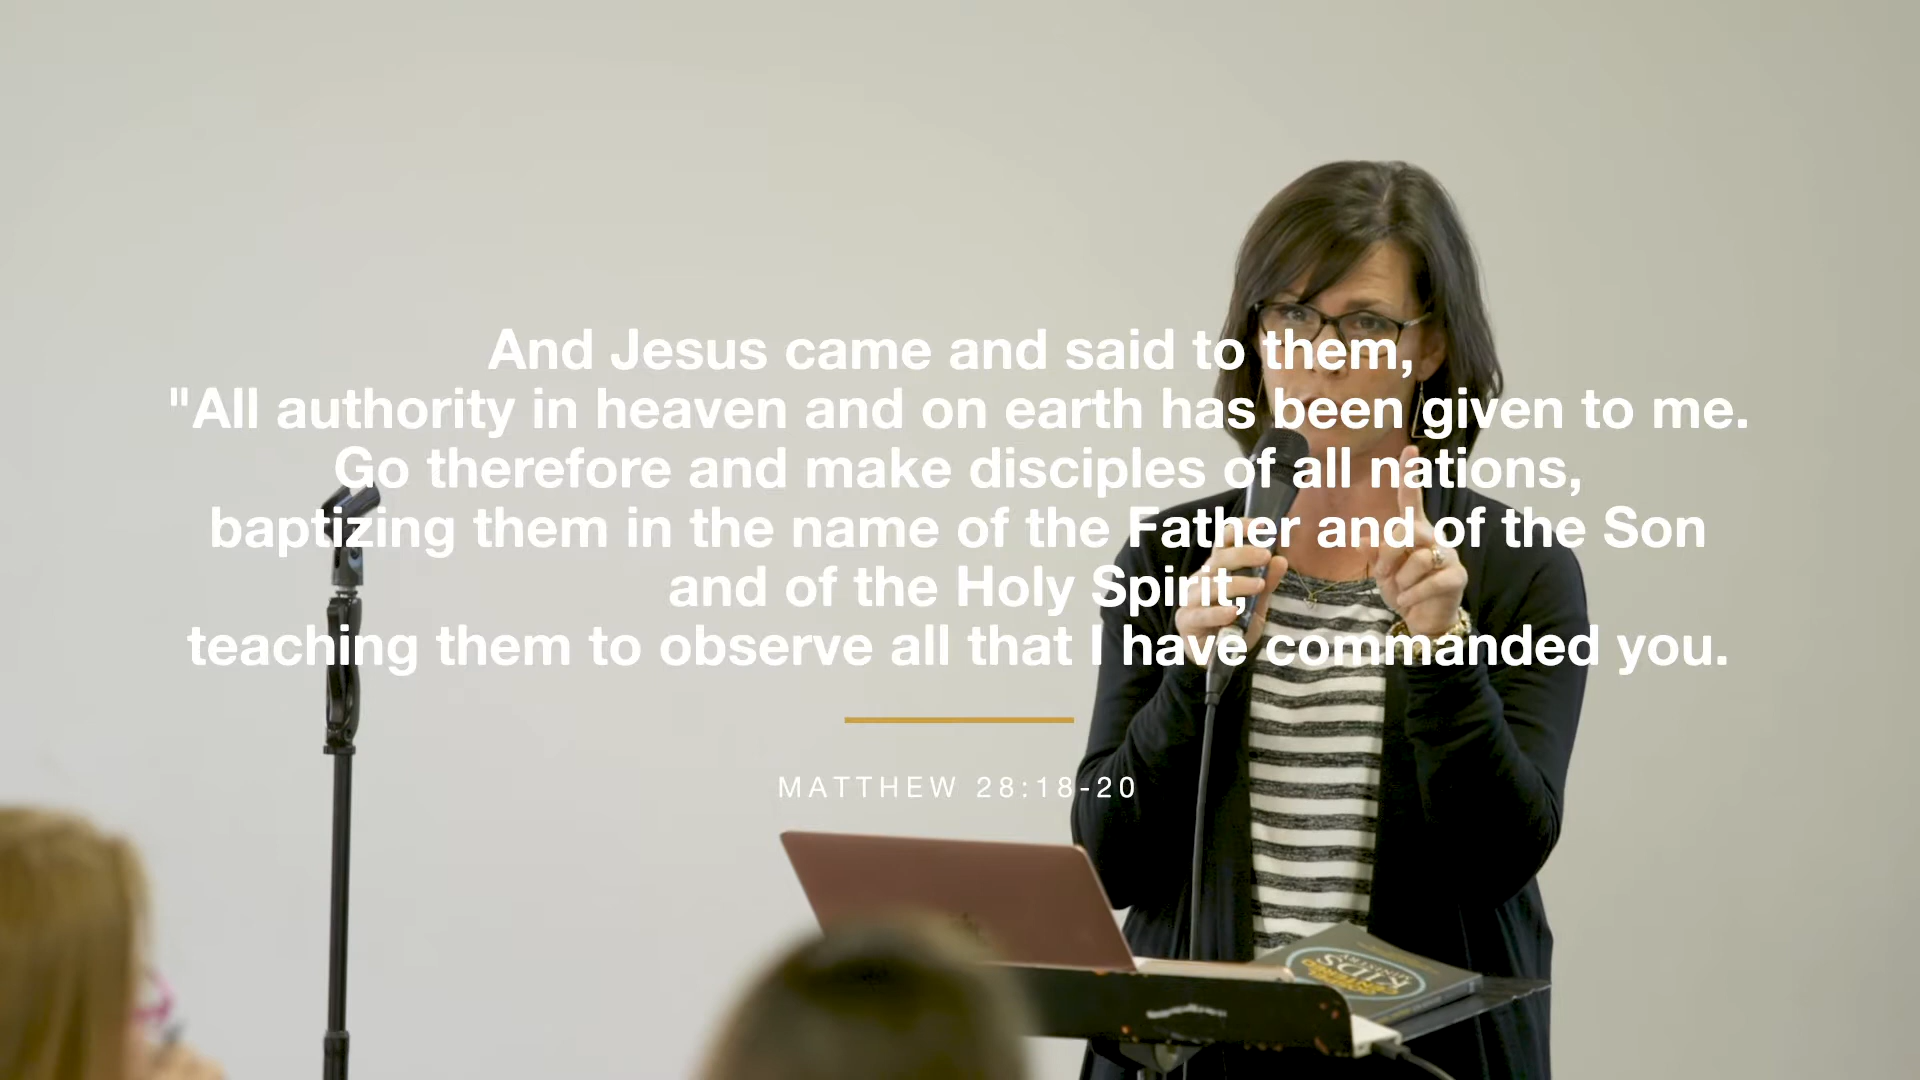 And Jesus came and said to them,
"All authority in heaven and on earth has been given to me.
Go therefore and make disciples of all nations,
baptizing them in the name of the Father and of the Son
and of the Holy Spirit,
teaching them to observe all that I have commanded you.
MATTHEW 28:18-20
KIDS
MINISTRY